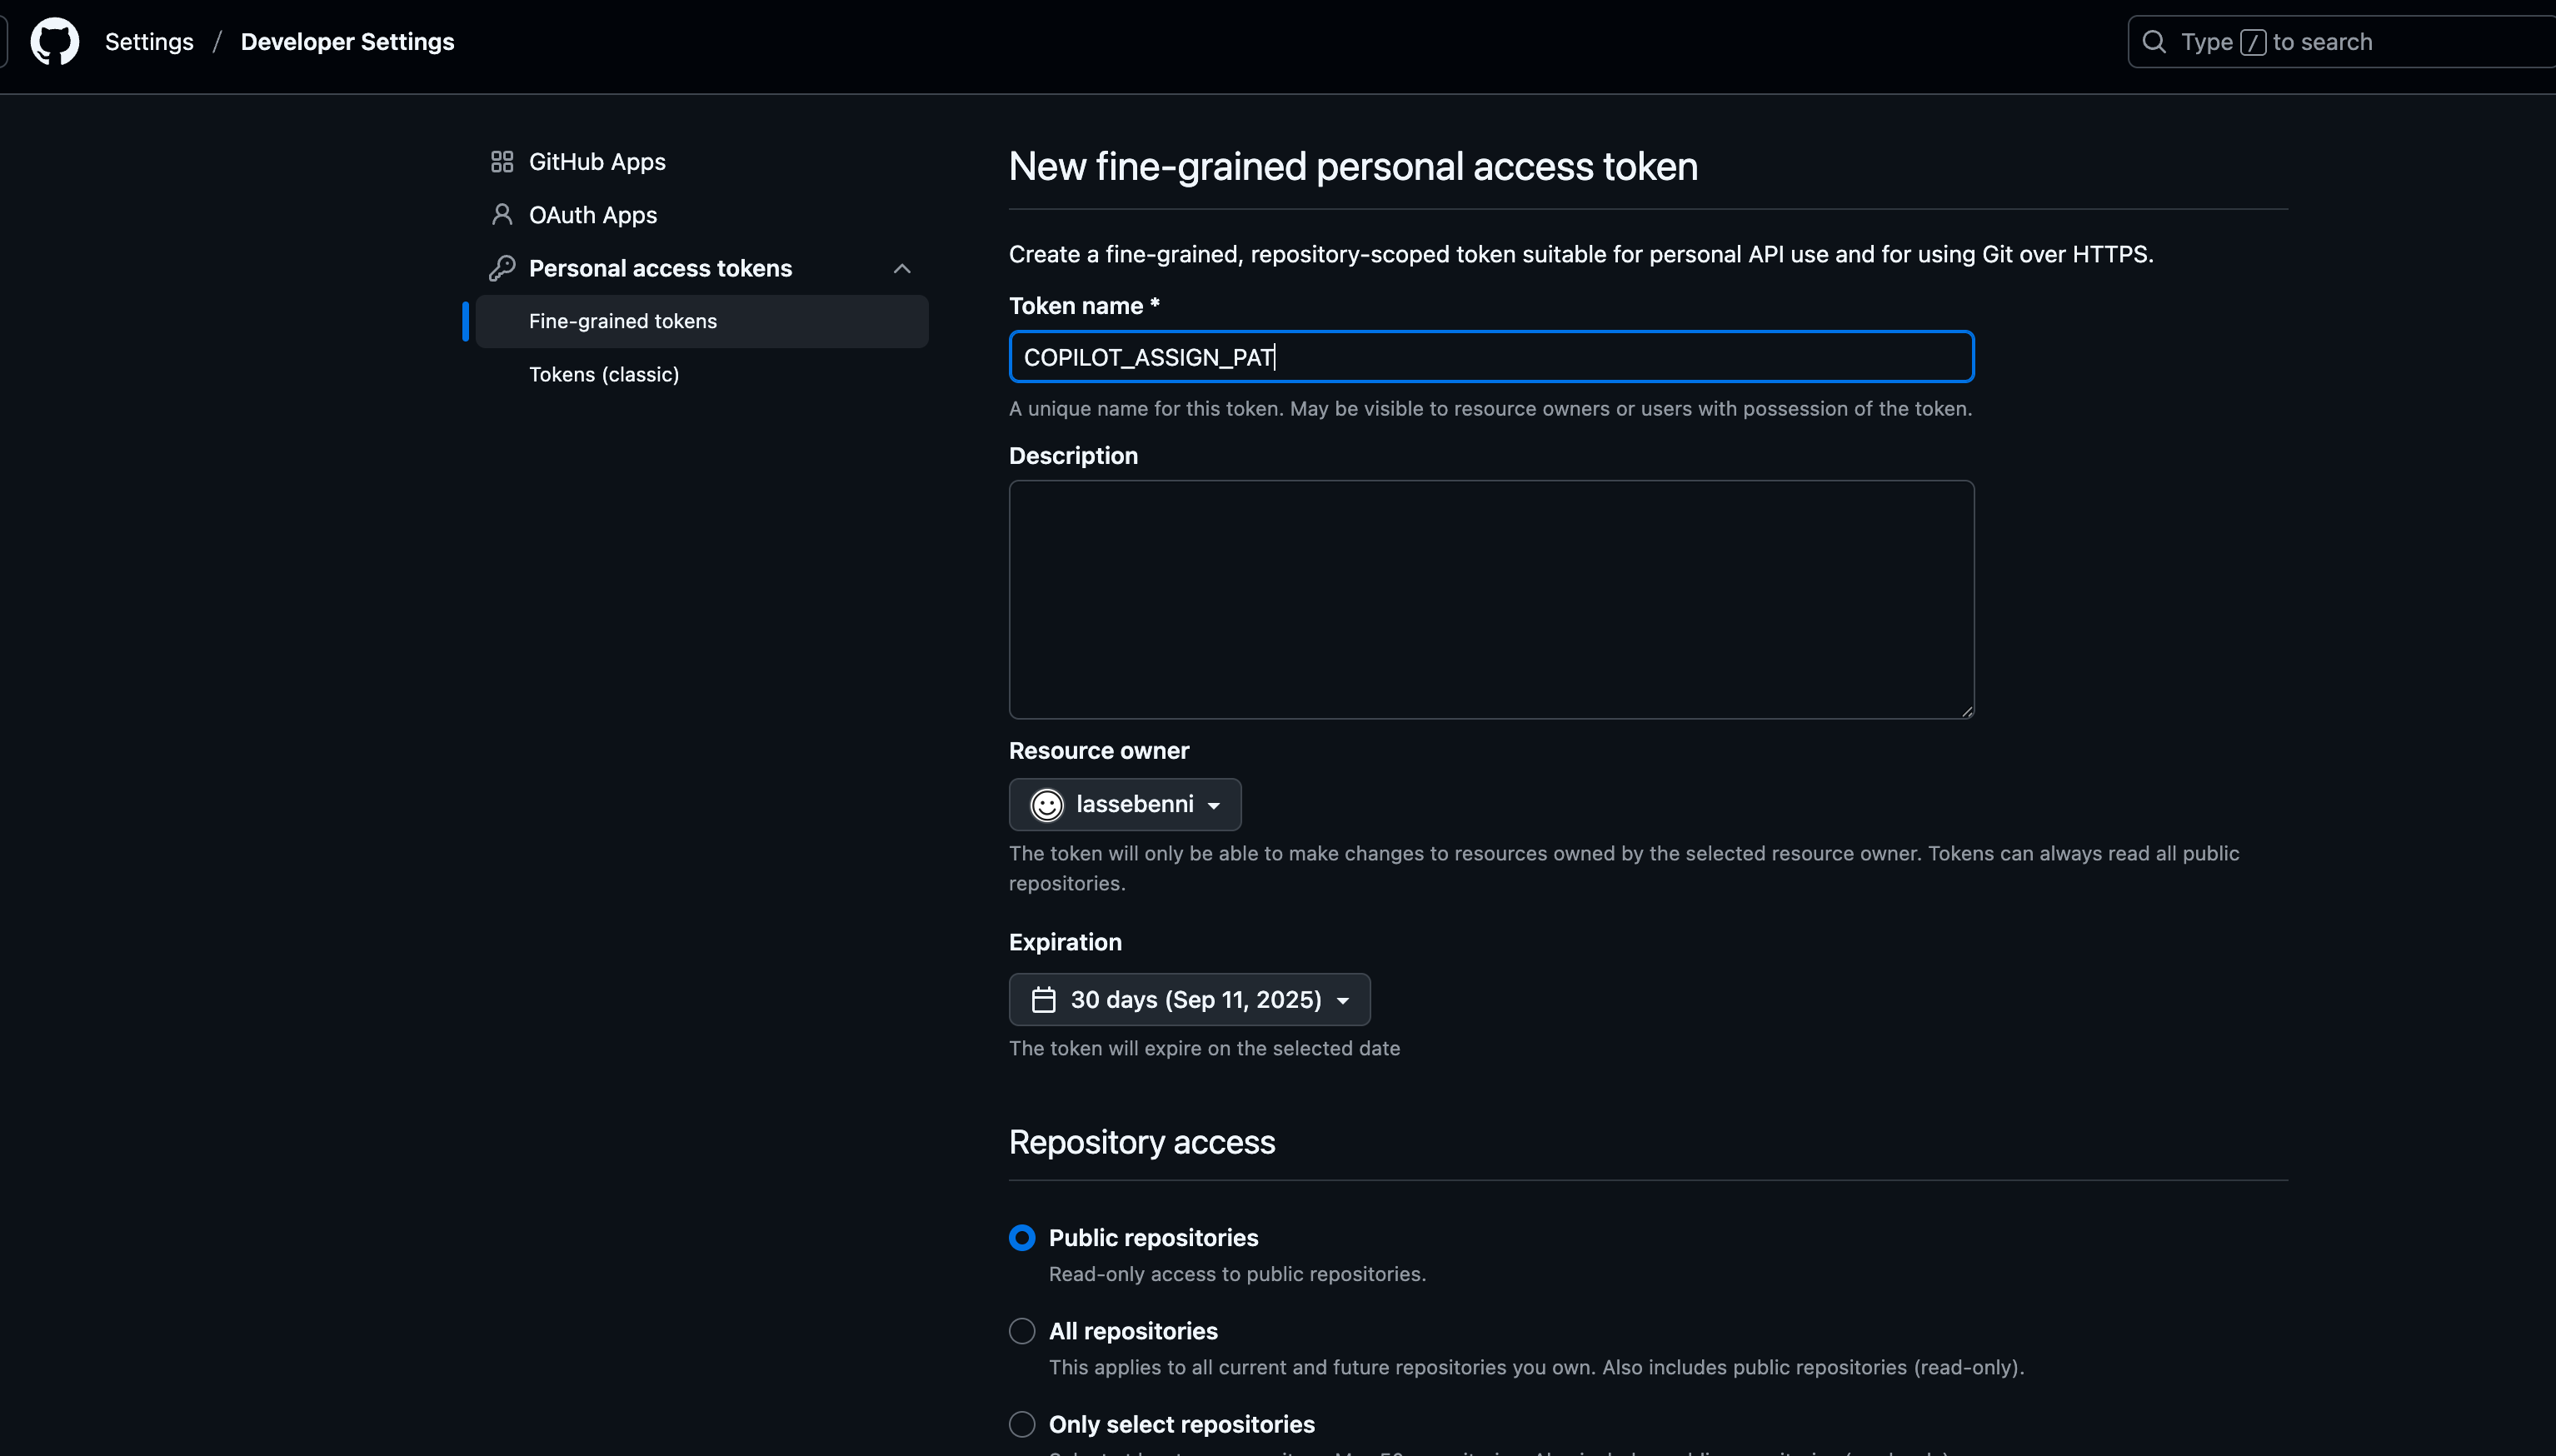 Settings / Developer Settings
Type / to search
GitHub Apps
OAuth Apps
Personal access tokens
Fine-grained tokens
Tokens (classic)
New fine-grained personal access token
Create a fine-grained, repository-scoped token suitable for personal API use and for using Git over HTTPS.
Token name *
COPILOT_ASSIGN_PAT
A unique name for this token. May be visible to resource owners or users with possession of the token.
Description
Resource owner
lassebenni
The token will only be able to make changes to resources owned by the selected resource owner. Tokens can always read all public
repositories.
Expiration
30 days (Sep 11, 2025)
The token will expire on the selected date
Repository access
Public repositories
Read-only access to public repositories.
All repositories
This applies to all current and future repositories you own. Also includes public repositories (read-only).
Only select repositories